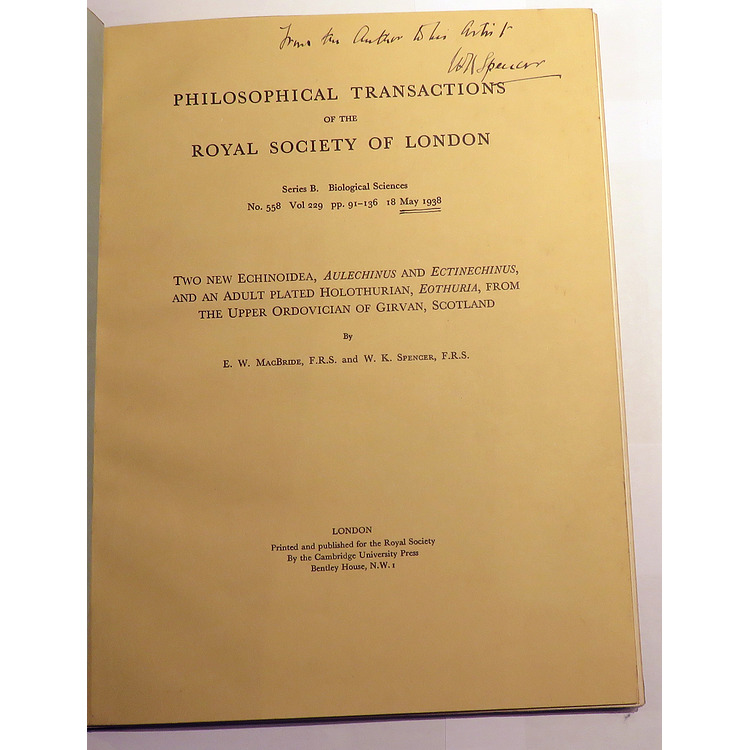 From the Author to his Artist
WK Spencer
PHILOSOPHICAL TRANSACTIONS
OF THE
ROYAL SOCIETY OF LONDON
Series B. Biological Sciences
No. 558 Vol 229 pp. 91–136 18 May 1938
TWO NEW ECHINOIDEA, AULECHINUS AND ECTINECHINUS,
AND AN ADULT PLATED HOLOTHURIAN, EOTHURIA, FROM
THE UPPER ORDOVICIAN OF GIRVAN, SCOTLAND
By
E. W. MACBRIDE, F.R.S. and W. K. SPENCER, F.R.S.
LONDON
Printed and published for the Royal Society
By the Cambridge University Press
Bentley House, N.W. 1